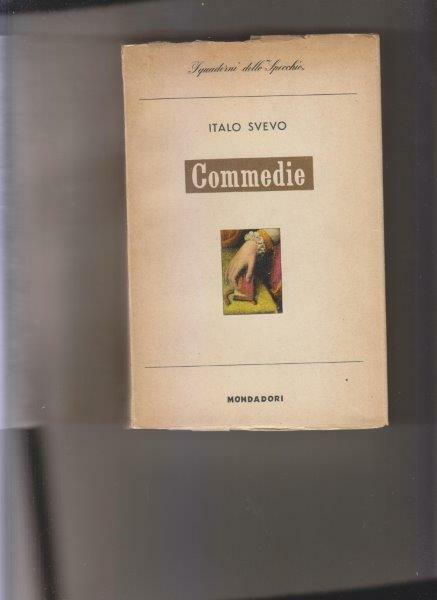 I quaderni dello Specchio
ITALO SVEVO
Commedie
MONDADORI